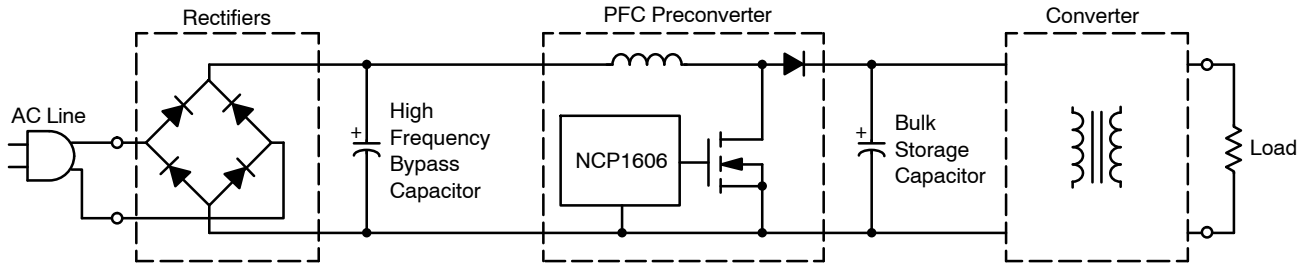 Rectifiers
PFC Preconverter
Converter
AC Line
+
High
Frequency
Bypass
Capacitor
NCP1606
+
Bulk
Storage
Capacitor
Load